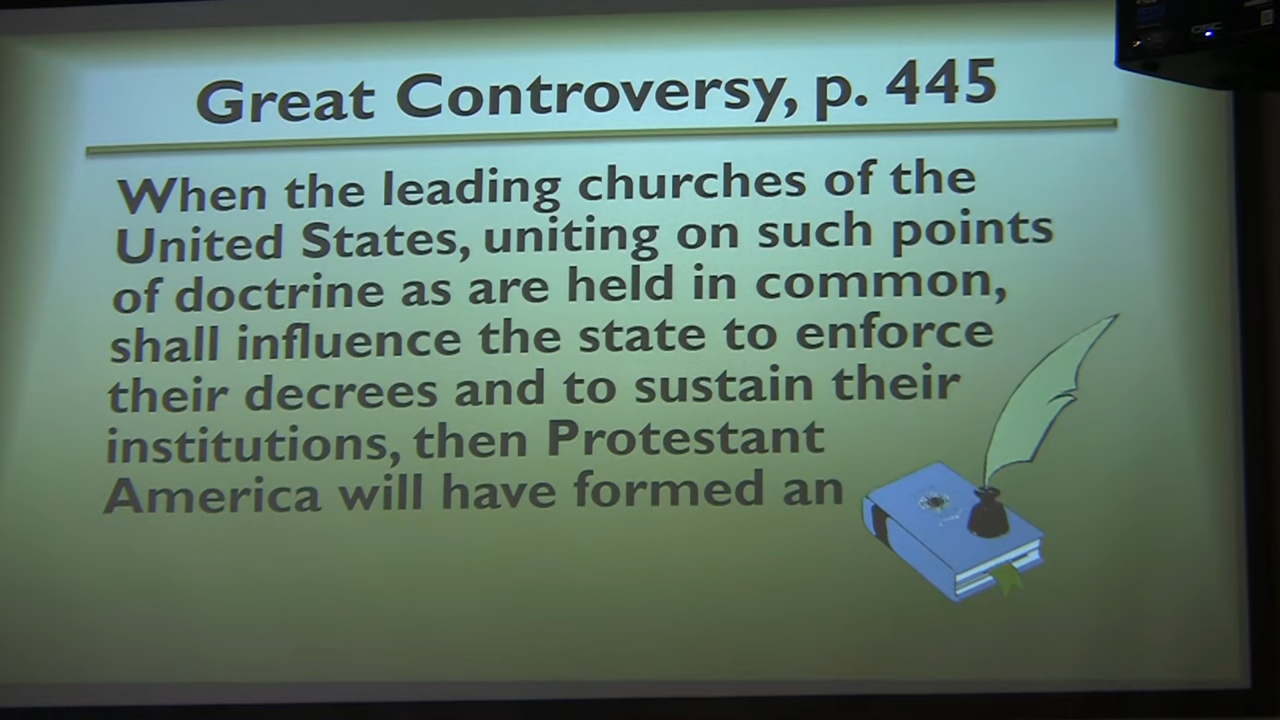 Great Controversy, p. 445
When the leading churches of the
United States, uniting on such points
of doctrine as are held in common,
shall influence the state to enforce
their decrees and to sustain their
institutions, then Protestant
America will have formed an